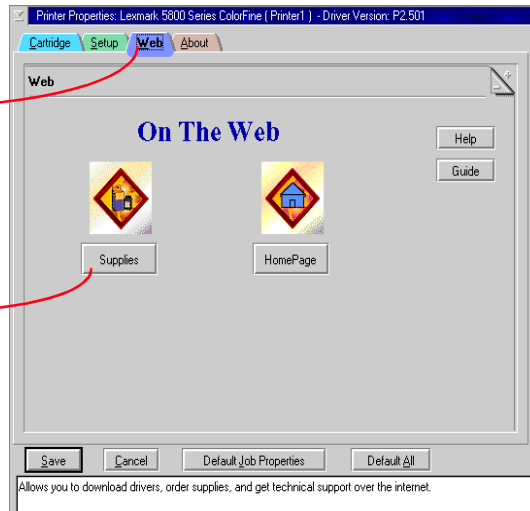 Printer Properties: Lexmark 5800 Series ColorFine ( Printer1 ) - Driver Version: P2.501
Cartridge Setup Web About
Web
On The Web
Help
Guide
Supplies HomePage
Save Cancel Default Job Properties Default All
Allows you to download drivers, order supplies, and get technical support over the internet.